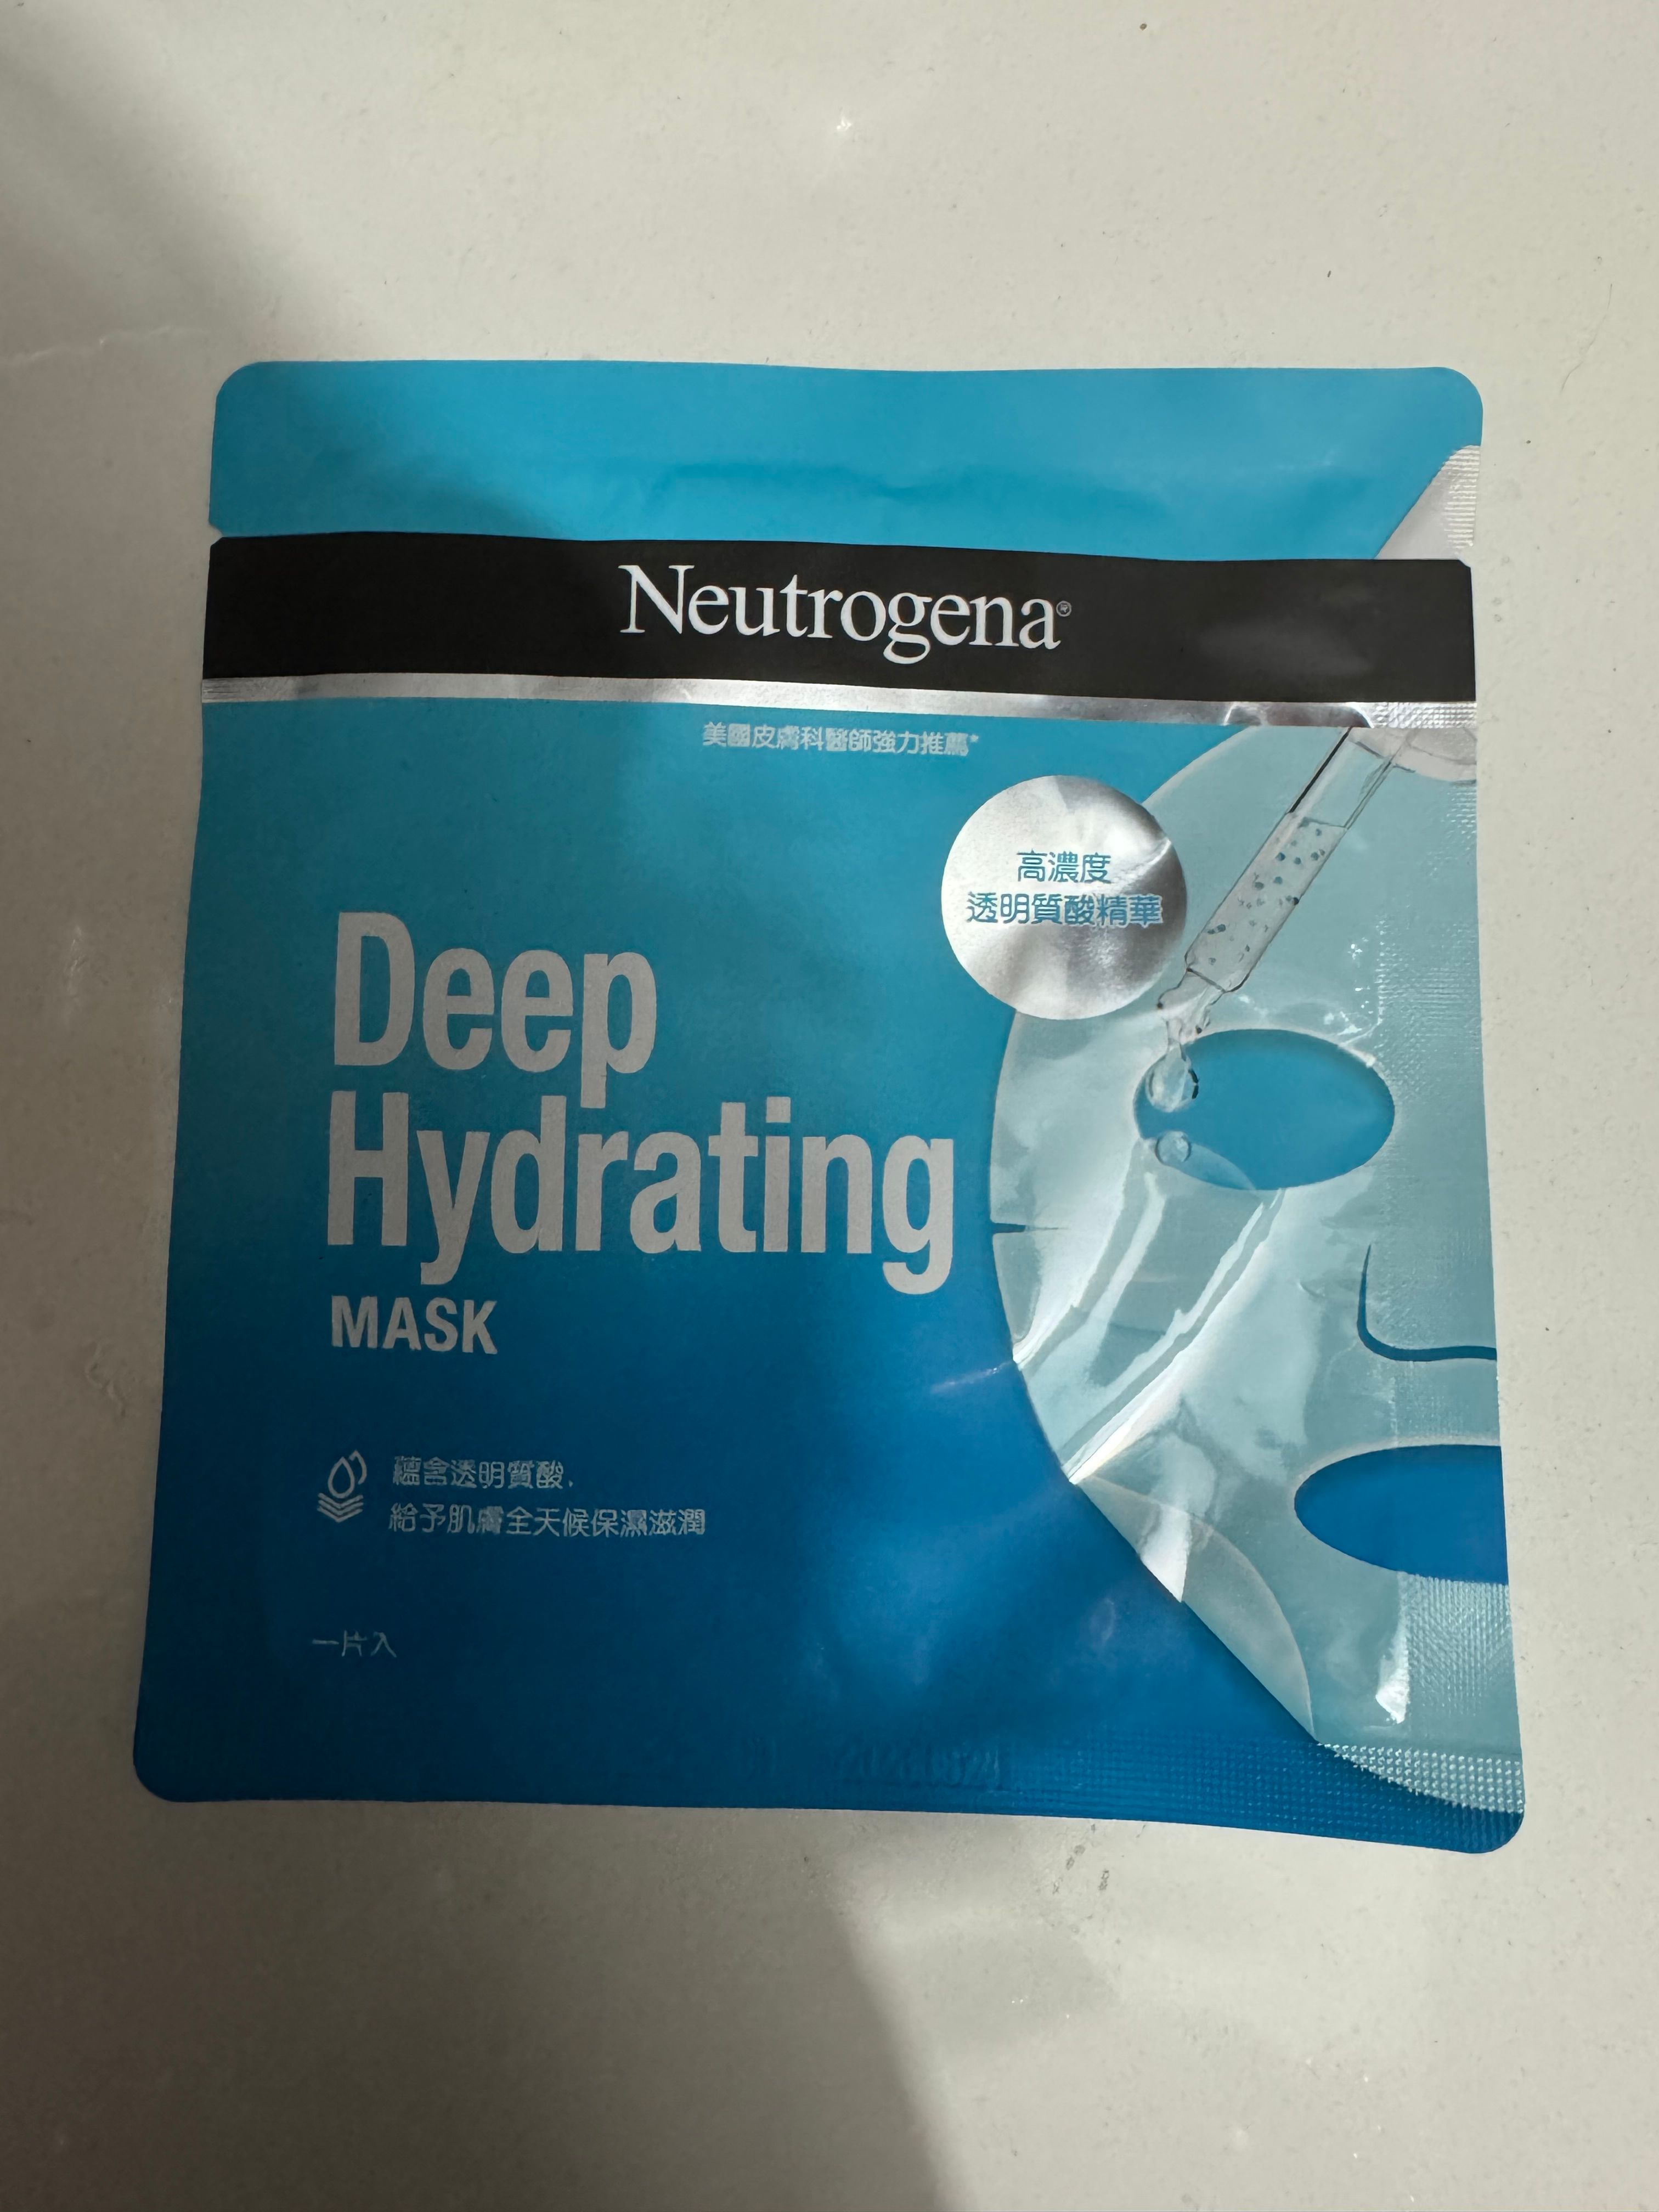 Neutrogena®
美國皮膚科醫師強力推薦*
高濃度
透明質酸精華
Deep
Hydrating
MASK
蘊含透明質酸,
給予肌膚全天候保濕滋潤
一片入